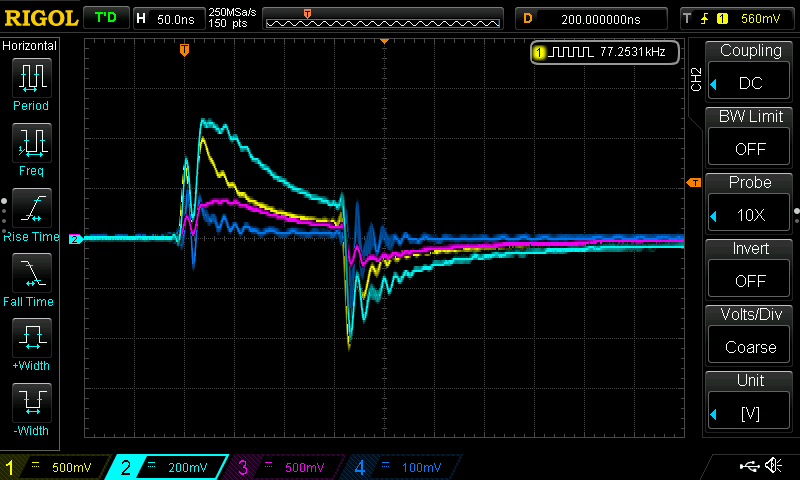 RIGOL T'D H 50.0ns 250MSa/s 150 pts D 200.000000ns T 1 560mV
Horizontal
Period
Freq
Rise Time
Fall Time
+Width
-Width
T
1 77.2531kHz
T
2
CH2
Coupling
DC
BW Limit
OFF
Probe
10X
Invert
OFF
Volts/Div
Coarse
Unit
[V]
1 500mV 2 200mV 3 500mV 4 100mV